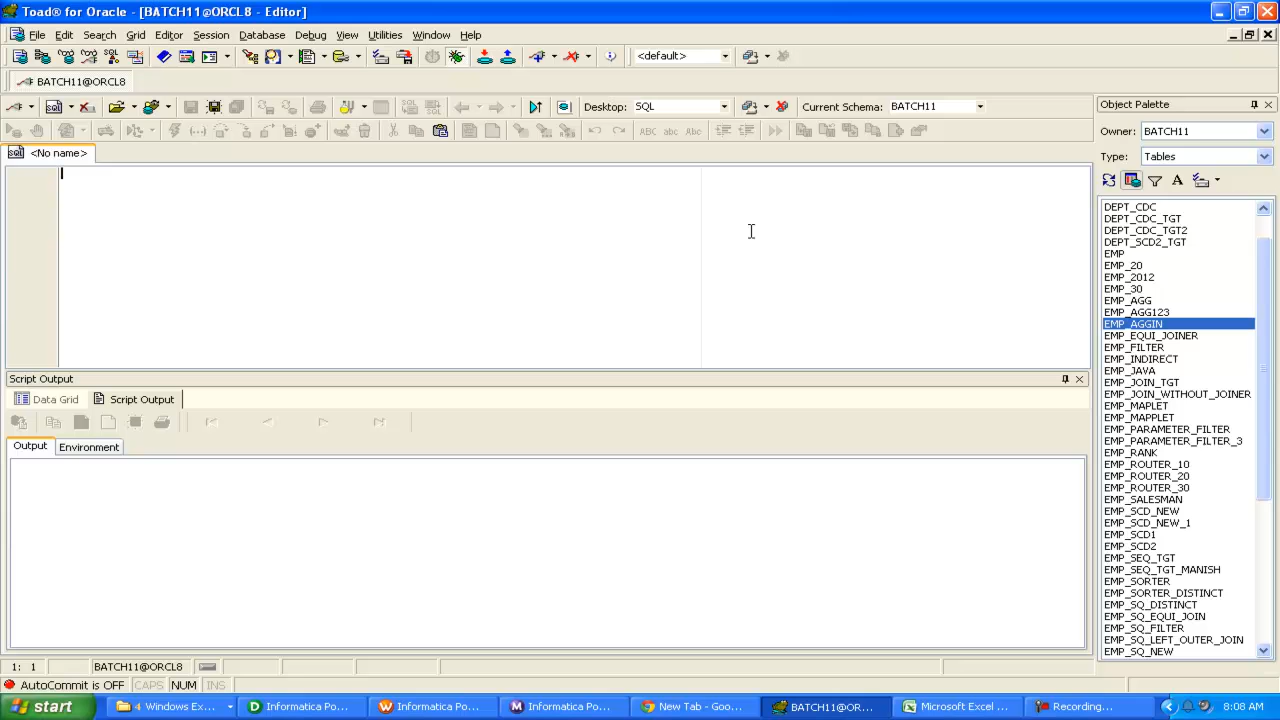 Toad® for Oracle - [BATCH11@ORCL8 - Editor]
File Edit Search Grid Editor Session Database Debug View Utilities Window Help
<default>
BATCH11@ORCL8
SQL Desktop: SQL Current Schema: BATCH11
ABC abc Abc
SQL <No name>
Object Palette
Owner: BATCH11
Type: Tables
A
DEPT_CDC
DEPT_CDC_TGT
DEPT_CDC_TGT2
DEPT_SCD2_TGT
EMP
EMP_20
EMP_2012
EMP_30
EMP_AGG
EMP_AGG123
EMP_AGGIN
EMP_EQUI_JOINER
EMP_FILTER
EMP_INDIRECT
EMP_JAVA
EMP_JOIN_TGT
EMP_JOIN_WITHOUT_JOINER
EMP_MAPLET
EMP_MAPPLET
EMP_PARAMETER_FILTER
EMP_PARAMETER_FILTER_3
EMP_RANK
EMP_ROUTER_10
EMP_ROUTER_20
EMP_ROUTER_30
EMP_SALESMAN
EMP_SCD_NEW
EMP_SCD_NEW_1
EMP_SCD1
EMP_SCD2
EMP_SEQ_TGT
EMP_SEQ_TGT_MANISH
EMP_SORTER
EMP_SORTER_DISTINCT
EMP_SQ_DISTINCT
EMP_SQ_EQUI_JOIN
EMP_SQ_FILTER
EMP_SQ_LEFT_OUTER_JOIN
EMP_SQ_NEW
Script Output
Data Grid Script Output
Output Environment
1: 1 BATCH11@ORCL8
AutoCommit is OFF CAPS NUM INS
start 4 Windows Ex... Informatica Po... Informatica Po... Informatica Po... New Tab - Goo... BATCH11@OR... Microsoft Excel ... Recording... 8:08 AM